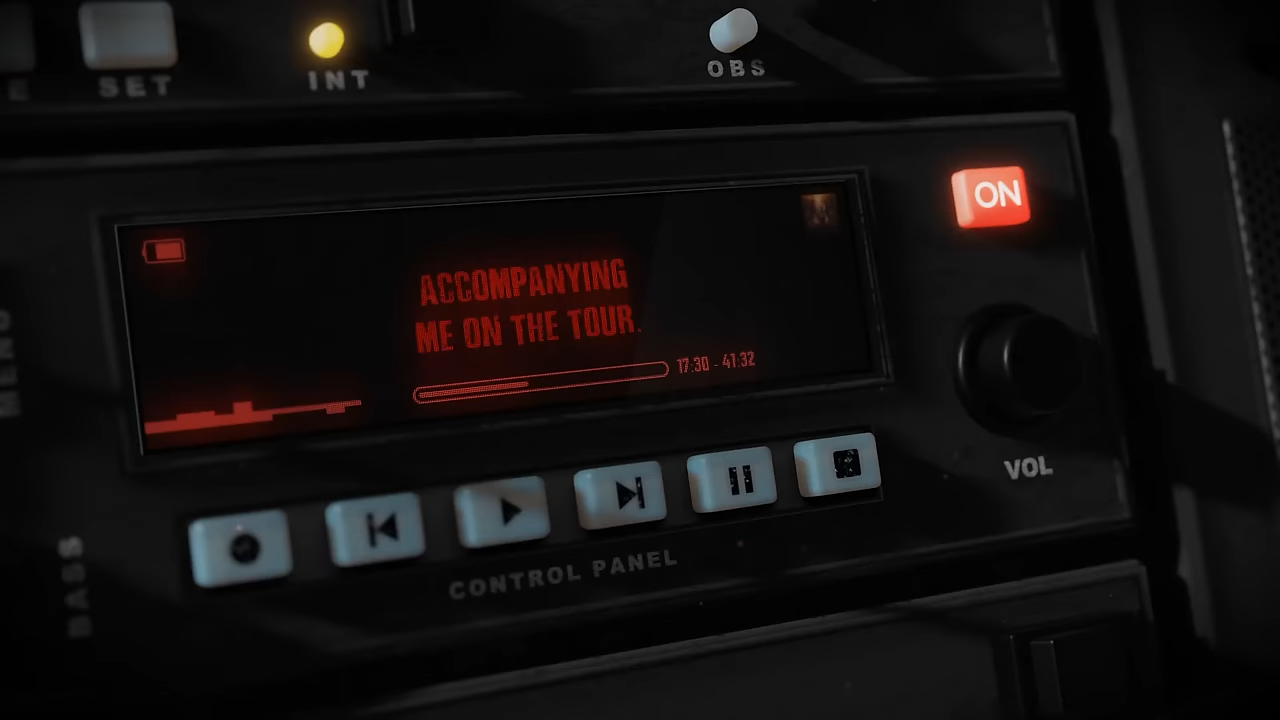 E
SET
INT
OBS
ON
ACCOMPANYING
ME ON THE TOUR.
17:30 - 41:32
MENU
VOL
CONTROL PANEL
BASS